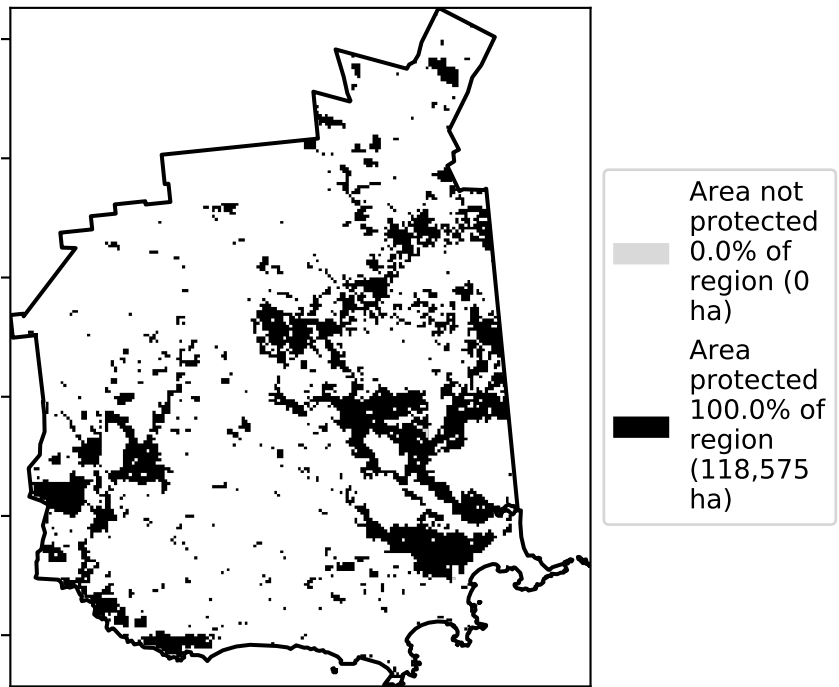 Area not
protected
0.0% of
region (0
ha)
Area
protected
100.0% of
region
(118,575
ha)